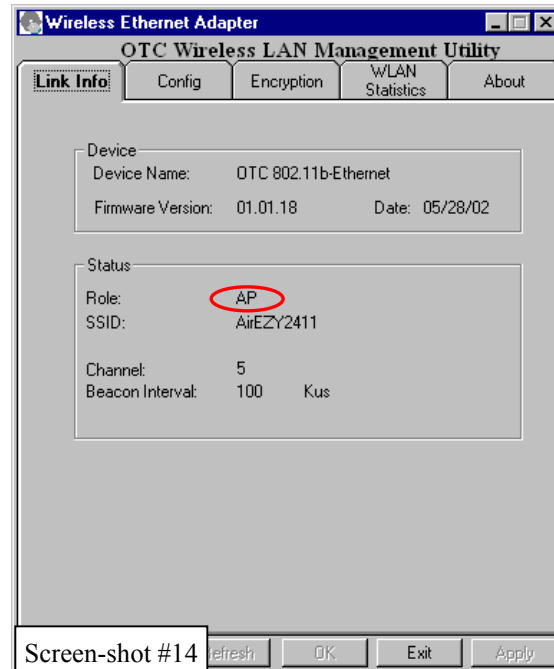 Wireless Ethernet Adapter
OTC Wireless LAN Management Utility
Link Info Config Encryption WLAN Statistics About
Device
Device Name: OTC 802.11b-Ethernet
Firmware Version: 01.01.18 Date: 05/28/02
Status
Role: AP
SSID: AirEZY2411
Channel: 5
Beacon Interval: 100 Kus
Screen-shot #14 efresh OK Exit Apply